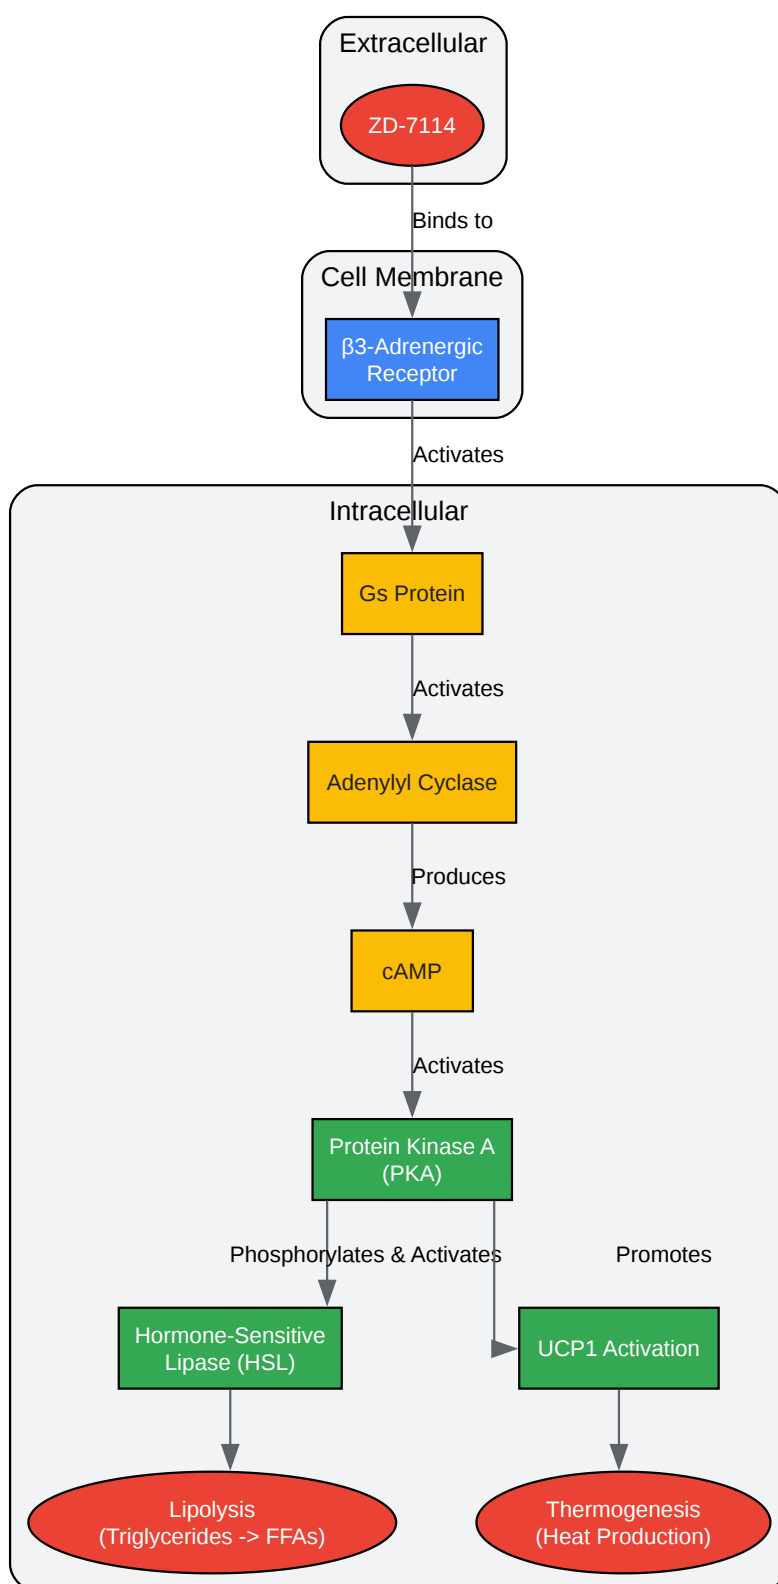 Extracellular
ZD-7114
Binds to
Cell Membrane
β3-Adrenergic
Receptor
Activates
Intracellular
Gs Protein
Activates
Adenylyl Cyclase
Produces
cAMP
Activates
Protein Kinase A
(PKA)
Phosphorylates & Activates
Promotes
Hormone-Sensitive
Lipase (HSL)
UCP1 Activation
Lipolysis
(Triglycerides -> FFAs)
Thermogenesis
(Heat Production)